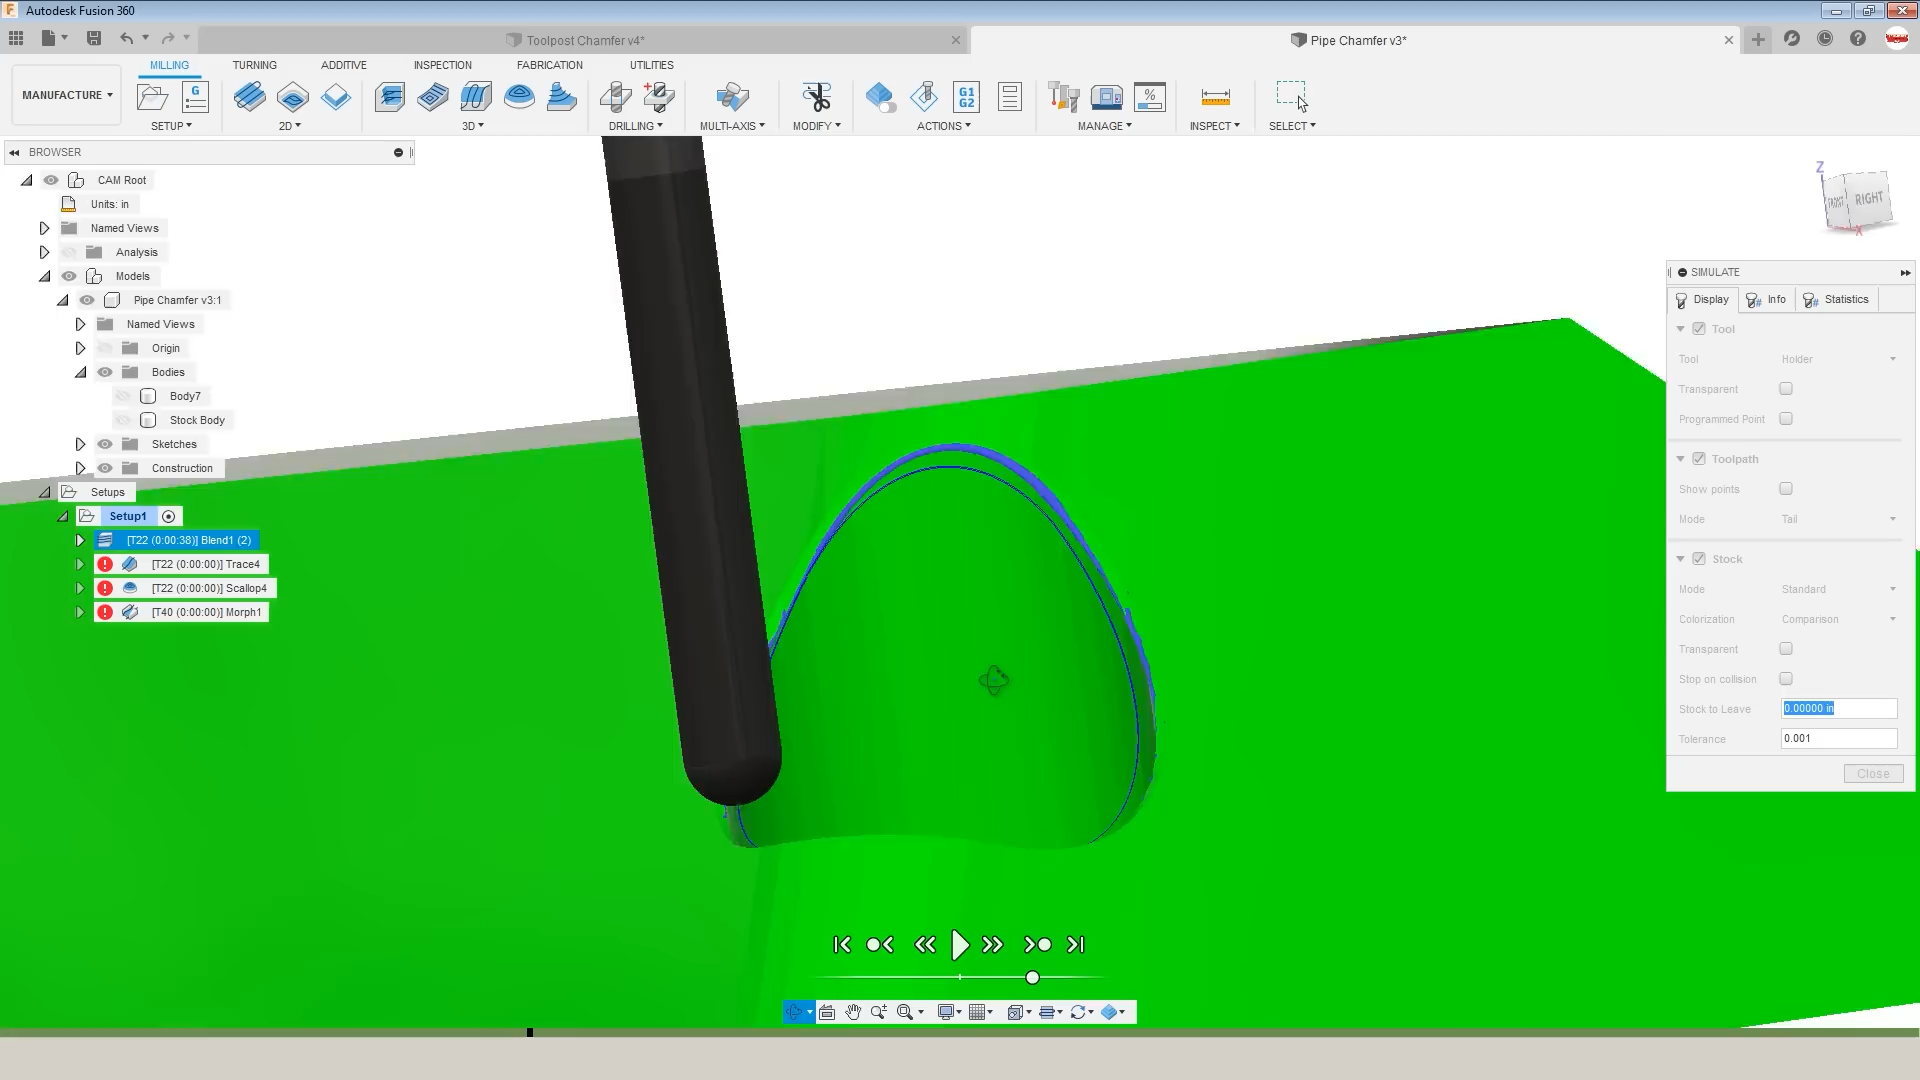 Autodesk Fusion 360
Toolpost Chamfer v4*
Pipe Chamfer v3*
MILLING
TURNING
ADDITIVE
INSPECTION
FABRICATION
UTILITIES
MANUFACTURE
G
G1
G2
%
SETUP
2D
3D
DRILLING
MULTI-AXIS
MODIFY
ACTIONS
MANAGE
INSPECT
SELECT
BROWSER
CAM Root
Units: in
Named Views
Analysis
Models
Pipe Chamfer v3:1
Named Views
Origin
Bodies
Body7
Stock Body
Sketches
Construction
Setups
Setup1
[T22 (0:00:38)] Blend1 (2)
[T22 (0:00:00)] Trace4
[T22 (0:00:00)] Scallop4
[T40 (0:00:00)] Morph1
Z
FRONT
RIGHT
X
SIMULATE
Display
Info
Statistics
Tool
Tool Holder
Transparent
Programmed Point
Toolpath
Show points
Mode Tail
Stock
Mode Standard
Colorization Comparison
Transparent
Stop on collision
Stock to Leave 0.00000 in
Tolerance 0.001
Close